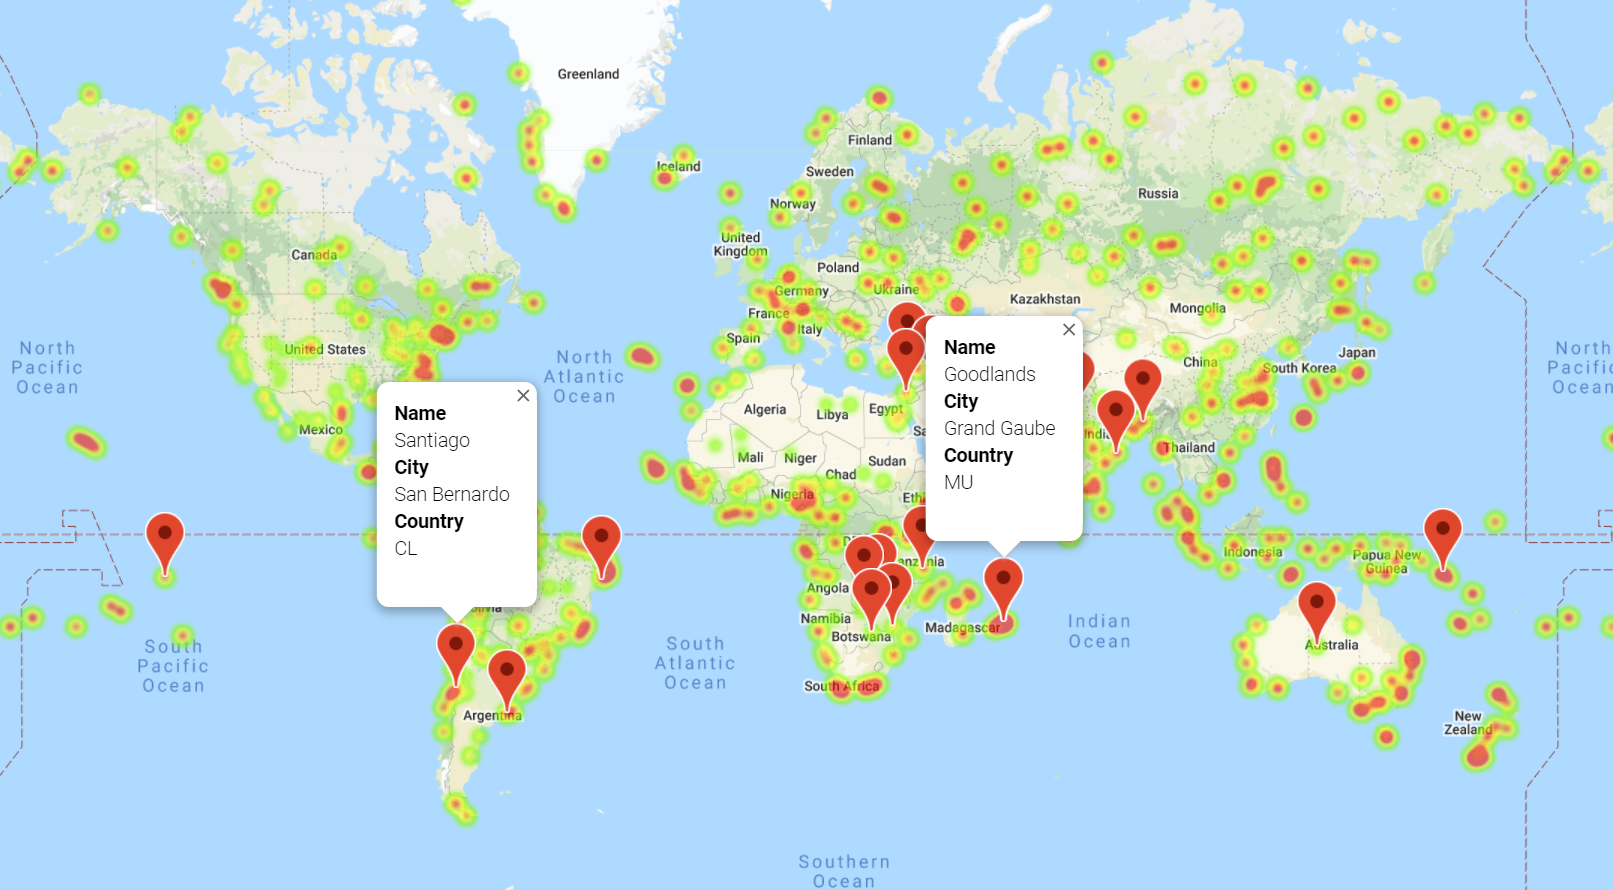 Greenland
Finland
Iceland
Sweden
Russia
Norway
Canada
United
Kingdom
Poland
Germany
Ukraine
Kazakhstan
Mongolia
France
Italy
Spain
North
Pacific
Ocean
United States
North
Atlantic
Ocean
China
South Korea
Japan
North
Pacific
Ocean
Algeria
Libya
Egypt
Mexico
Mali
Niger
Chad
Sudan
Nigeria
Thailand
Name
Santiago
City
San Bernardo
Country
CL
Name
Goodlands
City
Grand Gaube
Country
MU
Indonesia
Papua New
Guinea
Angola
Namibia
Botswana
Madagascar
South Africa
Indian
Ocean
Australia
South
Pacific
Ocean
South
Atlantic
Ocean
Argentina
New
Zealand
Southern
Ocean